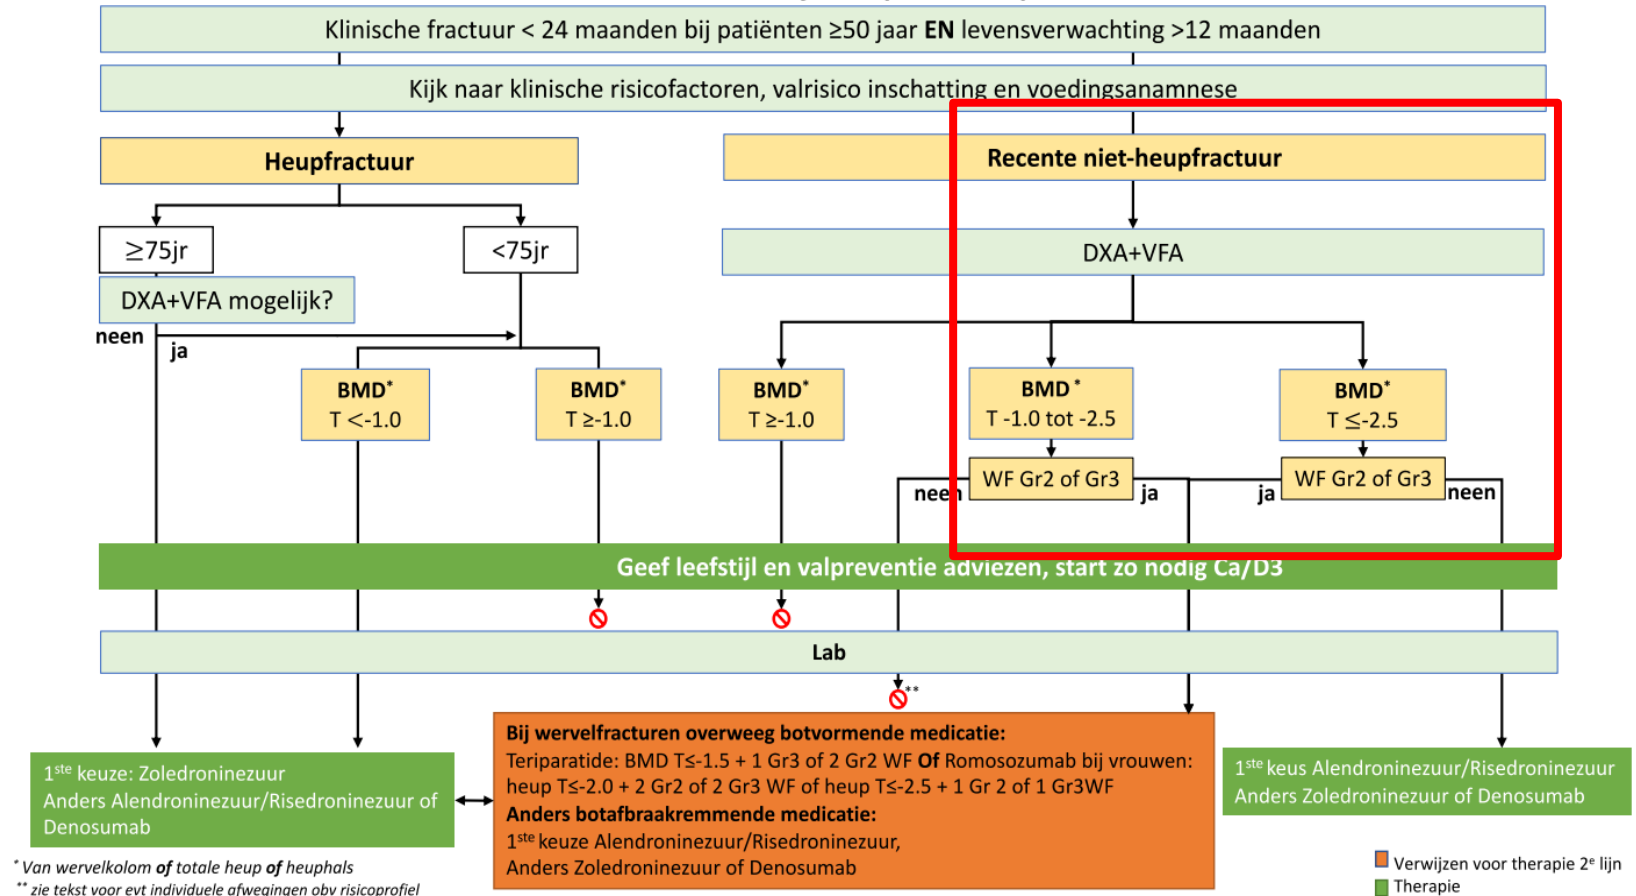 Klinische fractuur < 24 maanden bij patiënten ≥50 jaar EN levensverwachting >12 maanden
Kijk naar klinische risicofactoren, valrisico inschatting en voedingsanamnese
Heupfractuur
Recente niet-heupfractuur
≥75jr
<75jr
DXA+VFA
DXA+VFA mogelijk?
neen
ja
BMD*
T <-1.0
BMD*
T ≥-1.0
BMD*
T ≥-1.0
BMD *
T -1.0 tot -2.5
BMD*
T ≤-2.5
WF Gr2 of Gr3
WF Gr2 of Gr3
neen
ja
ja
neen
Geef leefstijl en valpreventie adviezen, start zo nodig Ca/D3
Lab
**
1ste keuze: Zoledroninezuur
Anders Alendroninezuur/Risedroninezuur of
Denosumab
Bij wervelfracturen overweeg botvormende medicatie:
Teriparatide: BMD T≤-1.5 + 1 Gr3 of 2 Gr2 WF Of Romosozumab bij vrouwen:
heup T≤-2.0 + 2 Gr2 of 2 Gr3 WF of heup T≤-2.5 + 1 Gr 2 of 1 Gr3WF
Anders botafbraakremmende medicatie:
1ste keuze Alendroninezuur/Risedroninezuur,
Anders Zoledroninezuur of Denosumab
1ste keus Alendroninezuur/Risedroninezuur
Anders Zoledroninezuur of Denosumab
* Van wervelkolom of totale heup of heuphals
** zie tekst voor evt individuele afwegingen obv risicoprofiel
Verwijzen voor therapie 2e lijn
Therapie